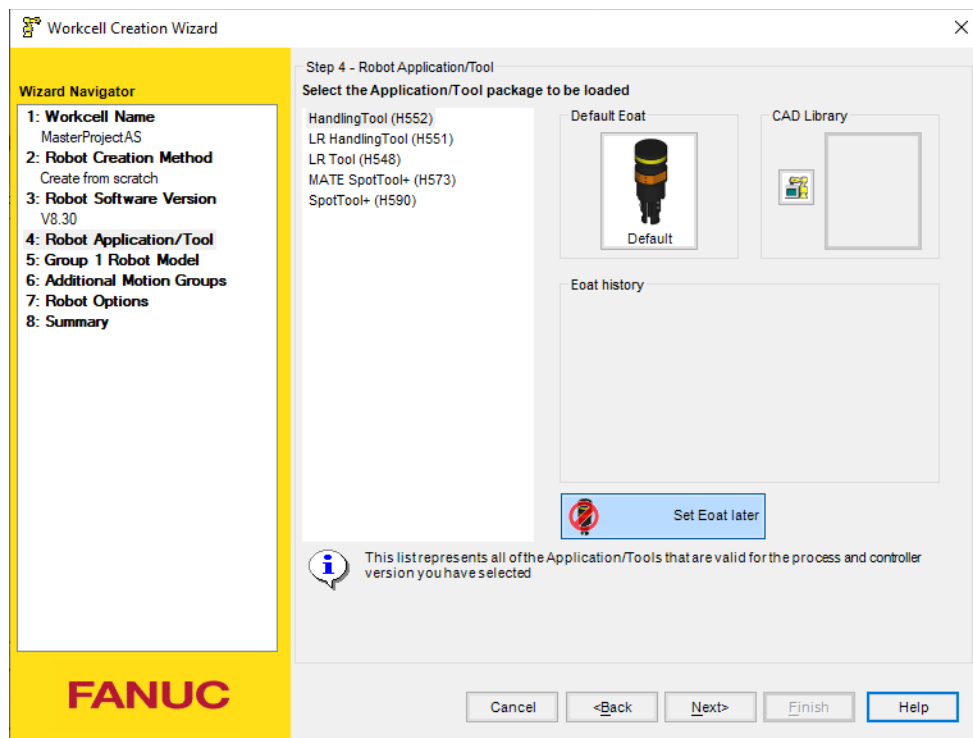 Workcell Creation Wizard
Wizard Navigator
1: Workcell Name
MasterProjectAS
2: Robot Creation Method
Create from scratch
3: Robot Software Version
V8.30
4: Robot Application/Tool
5: Group 1 Robot Model
6: Additional Motion Groups
7: Robot Options
8: Summary
FANUC
Step 4 - Robot Application/Tool
Select the Application/Tool package to be loaded
HandlingTool (H552)
LR HandlingTool (H551)
LR Tool (H548)
MATE SpotTool+ (H573)
SpotTool+ (H590)
Default Eoat
Default
CAD Library
Eoat history
Set Eoat later
This list represents all of the Application/Tools that are valid for the process and controller
version you have selected
Cancel
<Back
Next>
Finish
Help